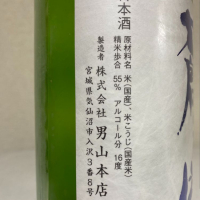 本酒
原材料名 米(国産)、米こうじ(国産米)
精米歩合 55% アルコール分 16度
製造者 株式会社 男山本店
宮城県気仙沼市入沢3番8号